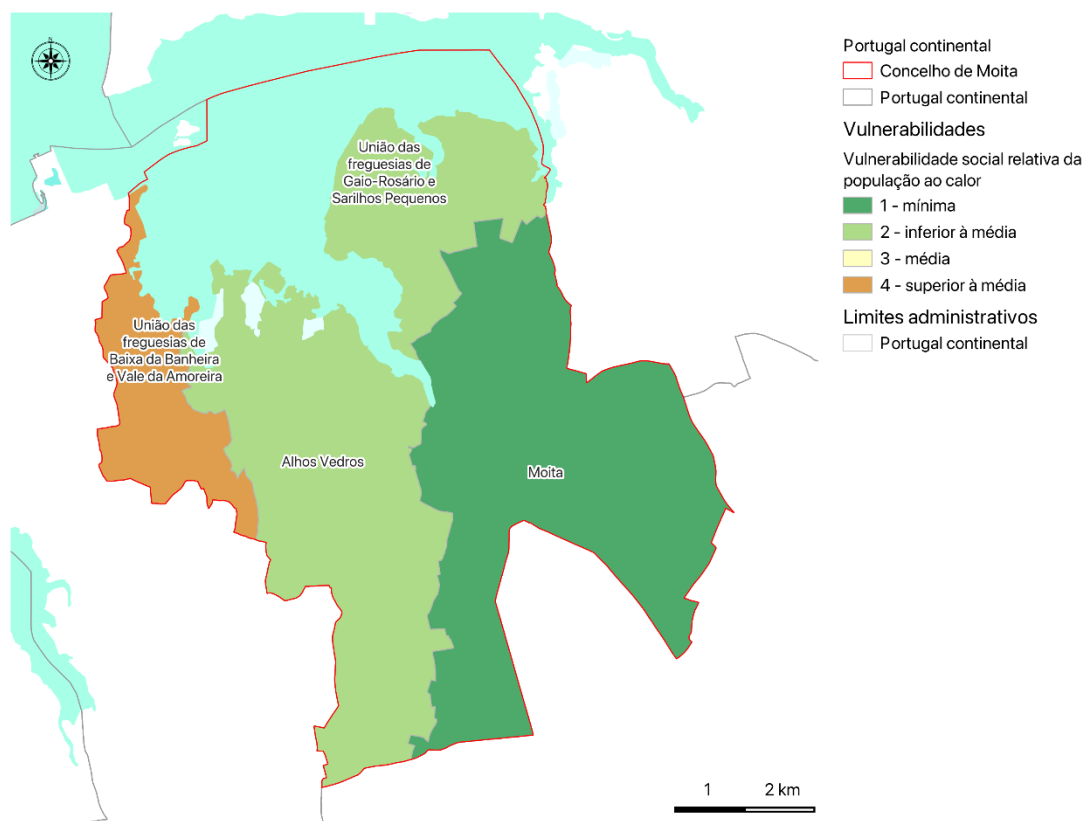 União das
freguesias de
Gaio-Rosário e
Sarilhos Pequenos
União das
freguesias de
Baixa da Banheira
e Vale da Amoreira
Alhos Vedros
Moita
Portugal continental
Concelho de Moita
Portugal continental
Vulnerabilidades
Vulnerabilidade social relativa da
população ao calor
1 - mínima
2 - inferior à média
3 - média
4 - superior à média
Limites administrativos
Portugal continental
1 2 km